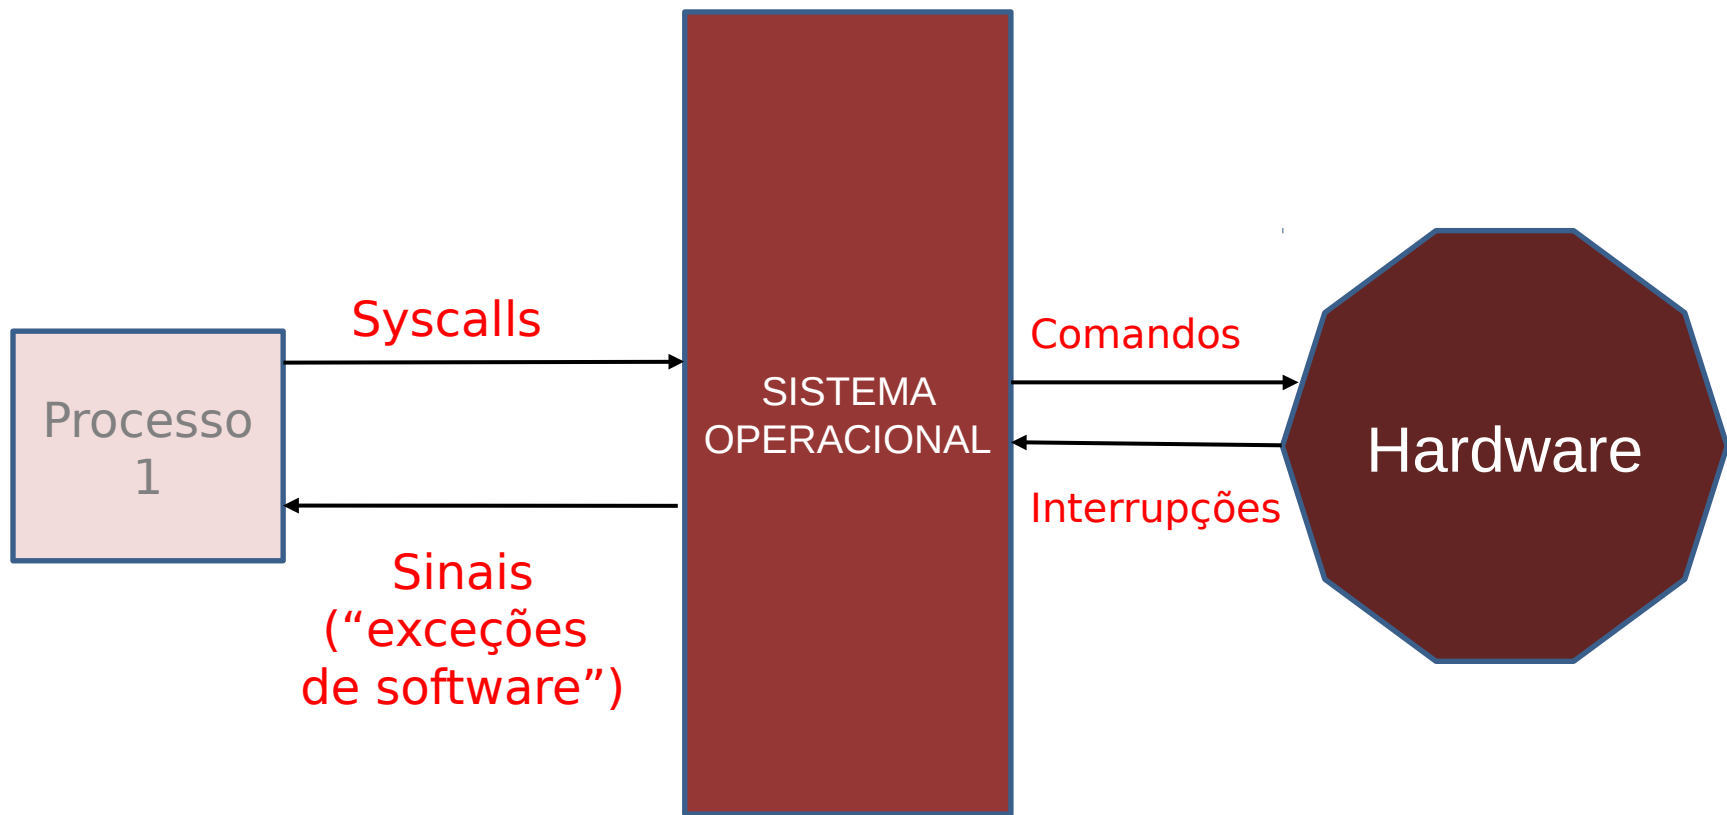 Syscalls
Processo
1
Sinais
(“exceções
de software”)
SISTEMA
OPERACIONAL
Comandos
Interrupções
Hardware